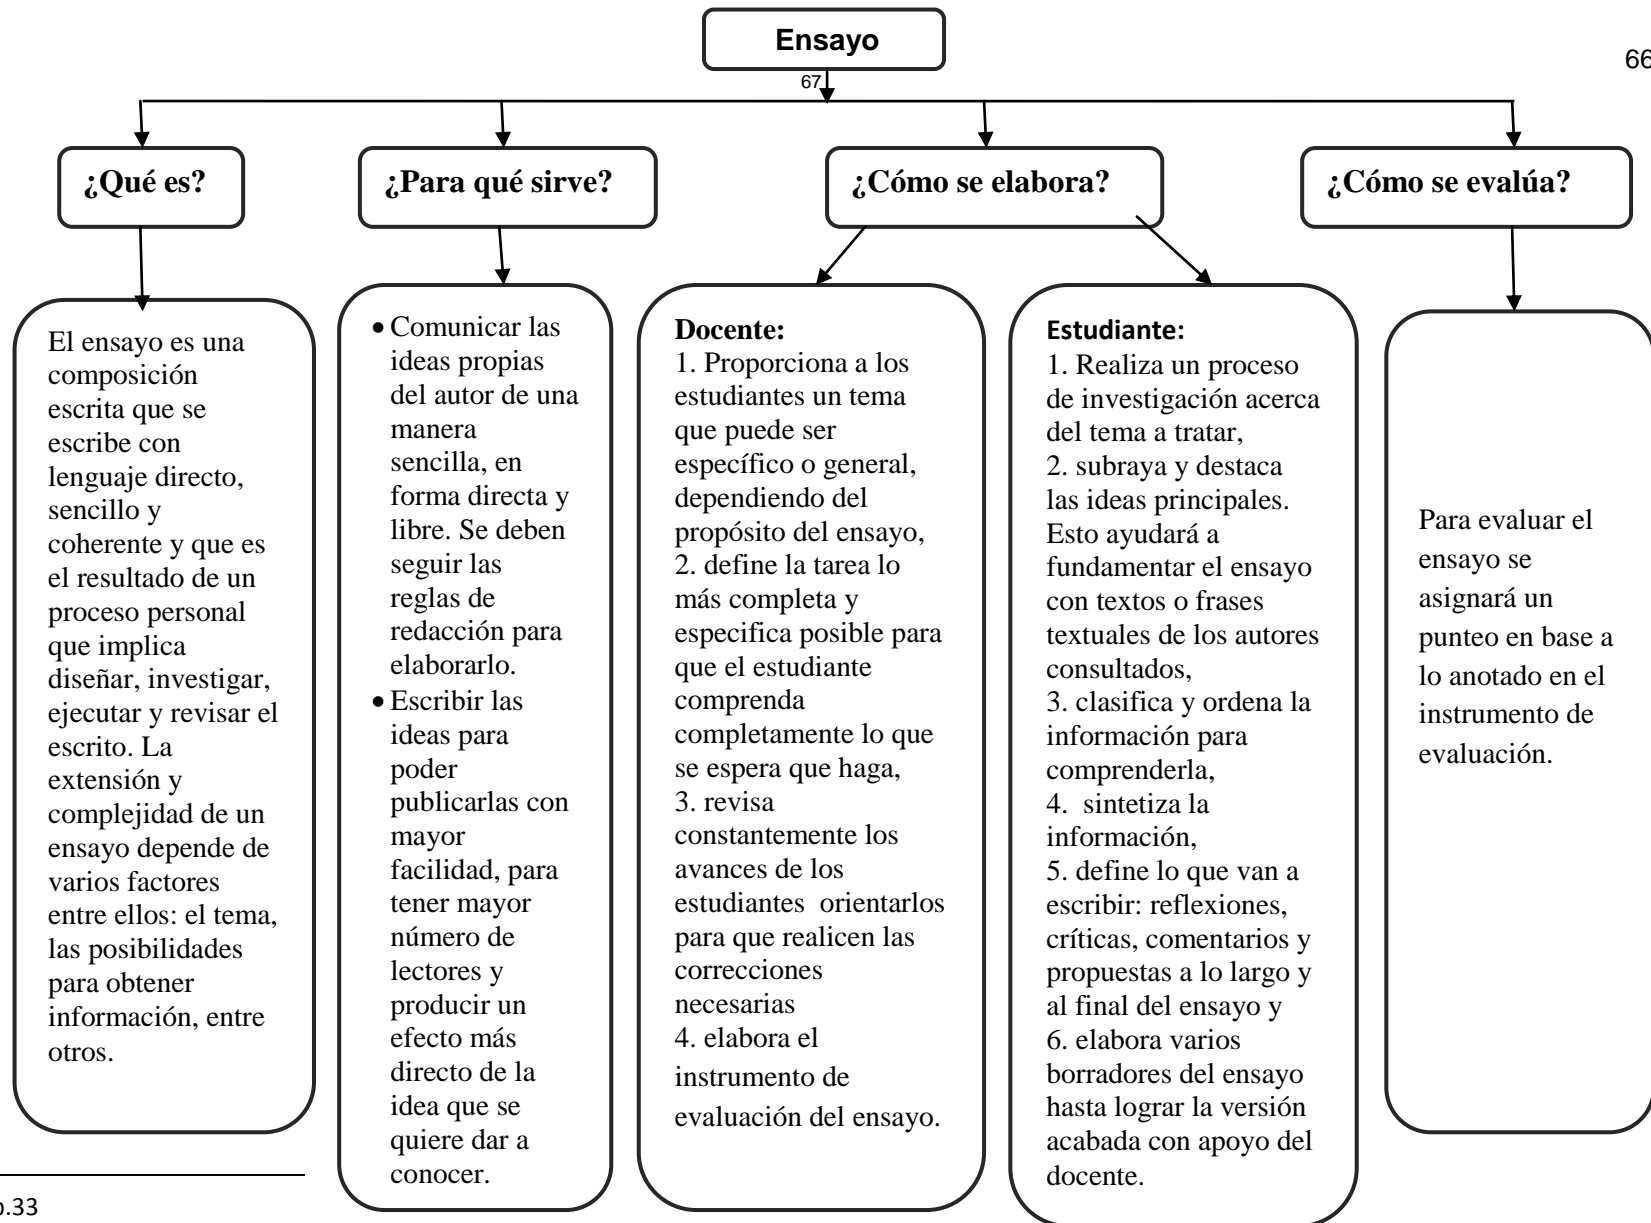 Ensayo
66
67
¿Qué es?
¿Para qué sirve?
¿Cómo se elabora?
¿Cómo se evalúa?
El ensayo es una
composición
escrita que se
escribe con
lenguaje directo,
sencillo y
coherente y que es
el resultado de un
proceso personal
que implica
diseñar, investigar,
ejecutar y revisar el
escrito. La
extensión y
complejidad de un
ensayo depende de
varios factores
entre ellos: el tema,
las posibilidades
para obtener
información, entre
otros.
• Comunicar las
ideas propias
del autor de una
manera
sencilla, en
forma directa y
libre. Se deben
seguir las
reglas de
redacción para
elaborarlo.
• Escribir las
ideas para
poder
publicarlas con
mayor
facilidad, para
tener mayor
número de
lectores y
producir un
efecto más
directo de la
idea que se
quiere dar a
conocer.
Docente:
1. Proporciona a los
estudiantes un tema
que puede ser
específico o general,
dependiendo del
propósito del ensayo,
2. define la tarea lo
más completa y
especifica posible para
que el estudiante
comprenda
completamente lo que
se espera que haga,
3. revisa
constantemente los
avances de los
estudiantes  orientarlos
para que realicen las
correcciones
necesarias
4. elabora el
instrumento de
evaluación del ensayo.
Estudiante:
1. Realiza un proceso
de investigación acerca
del tema a tratar,
2. subraya y destaca
las ideas principales.
Esto ayudará a
fundamentar el ensayo
con textos o frases
textuales de los autores
consultados,
3. clasifica y ordena la
información para
comprenderla,
4.  sintetiza la
información,
5. define lo que van a
escribir: reflexiones,
críticas, comentarios y
propuestas a lo largo y
al final del ensayo y
6. elabora varios
borradores del ensayo
hasta lograr la versión
acabada con apoyo del
docente.
Para evaluar el
ensayo se
asignará un
punteo en base a
lo anotado en el
instrumento de
evaluación.
p.33